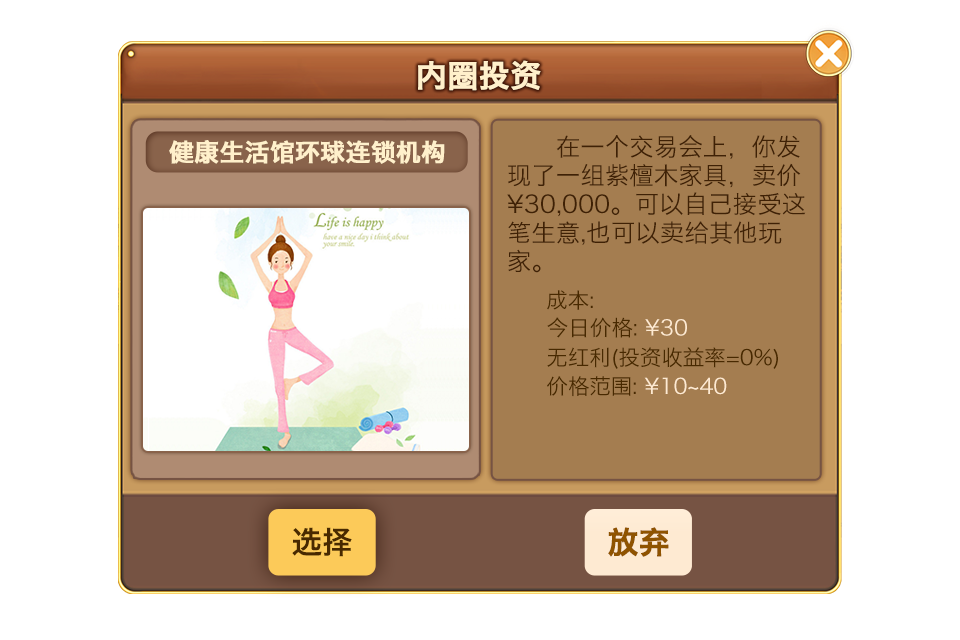 内圈投资
健康生活馆环球连锁机构
Life is happy
have a nice day i think about
your smile.
在一个交易会上，你发
现了一组紫檀木家具，卖价
¥30,000。可以自己接受这
笔生意,也可以卖给其他玩
家。
成本:
今日价格: ¥30
无红利(投资收益率=0%)
价格范围: ¥10~40
选择
放弃